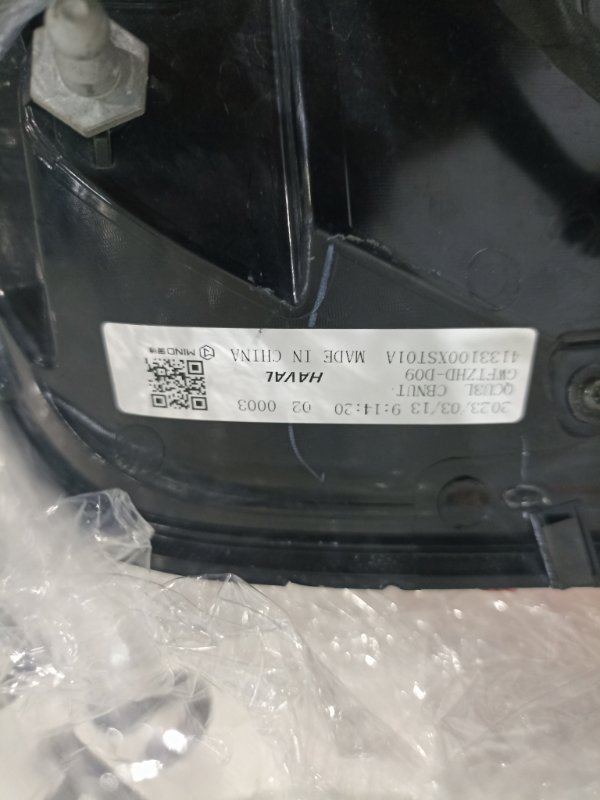 2023/03/13 9:14:20 02 0003
QCU3L CBNUT.
GWFTZHD-D09 HAVAL
4133100XST01A MADE IN CHINA MIND